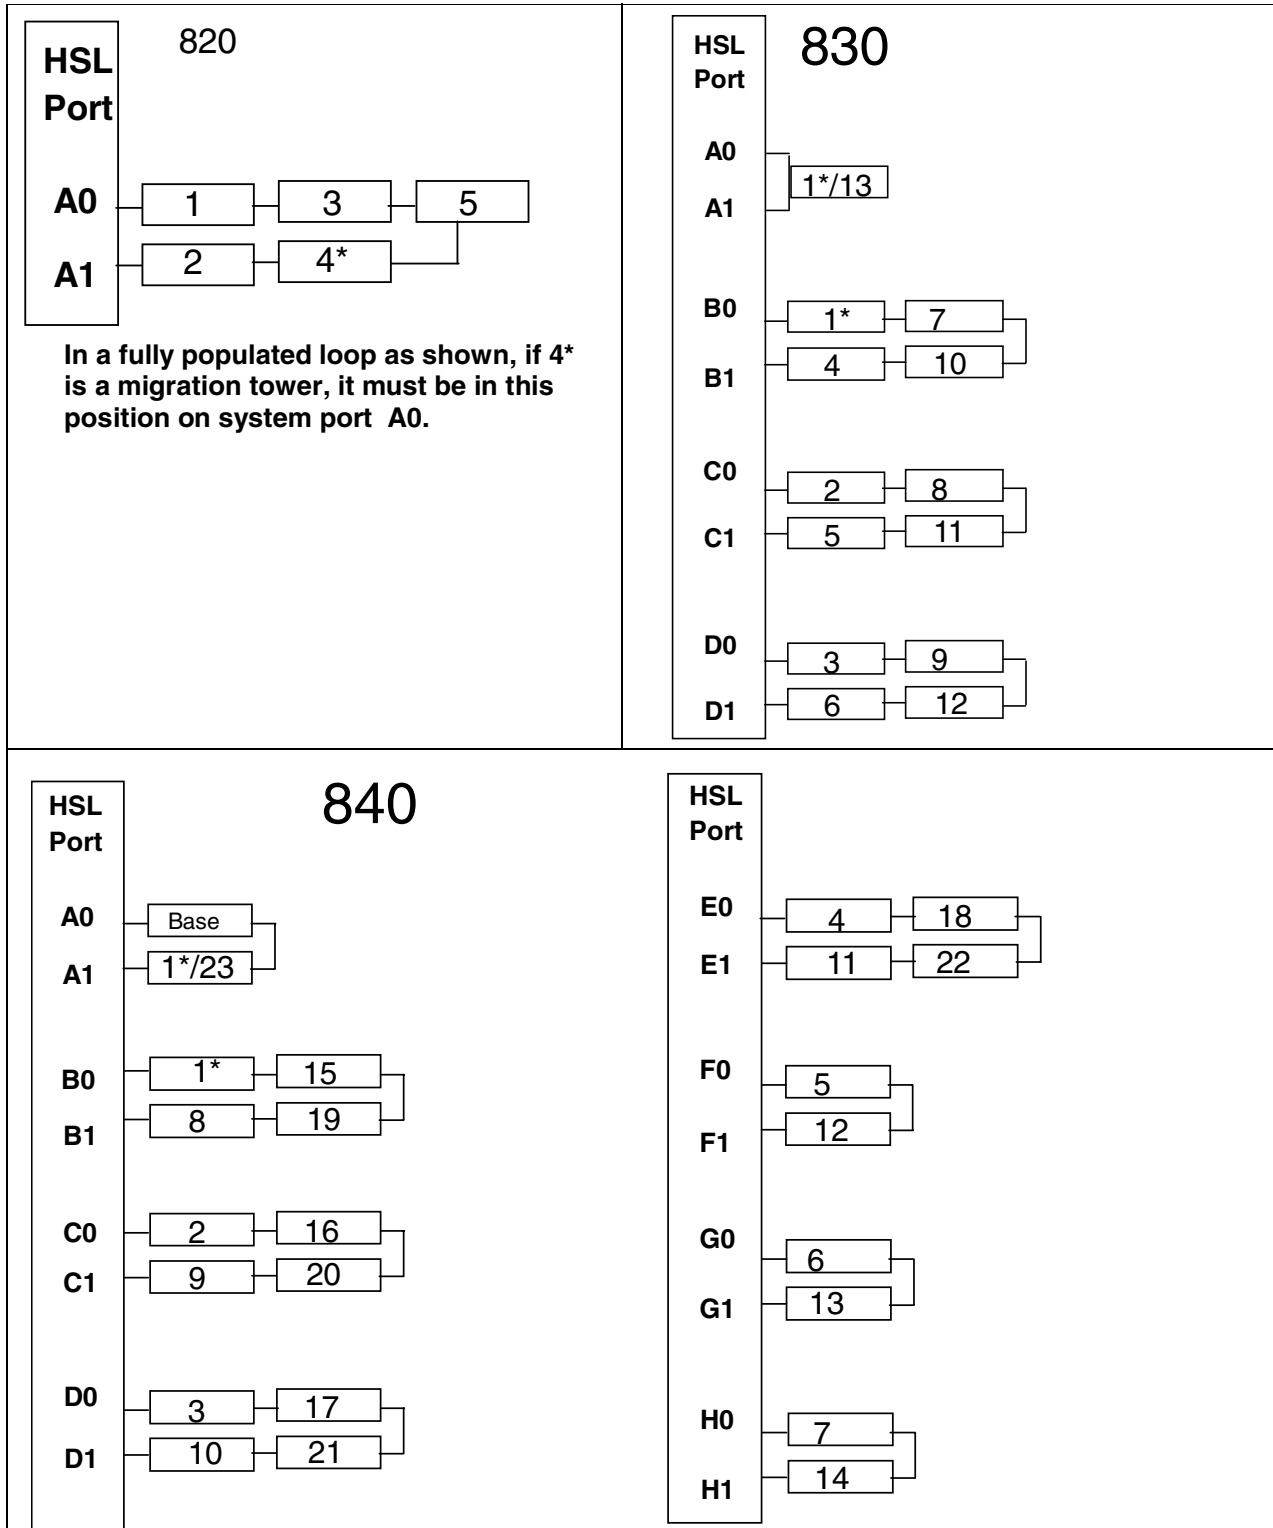 820
HSL
Port
A0 1 3 5
A1 2 4*
In a fully populated loop as shown, if 4*
is a migration tower, it must be in this
position on system port A0.
830
HSL
Port
A0
1*/13
A1
B0 1* 7
B1 4 10
C0 2 8
C1 5 11
D0 3 9
D1 6 12
840
HSL
Port
A0 Base
A1 1*/23
B0 1* 15
B1 8 19
C0 2 16
C1 9 20
D0 3 17
D1 10 21
HSL
Port
E0 4 18
E1 11 22
F0 5
F1 12
G0 6
G1 13
H0 7
H1 14